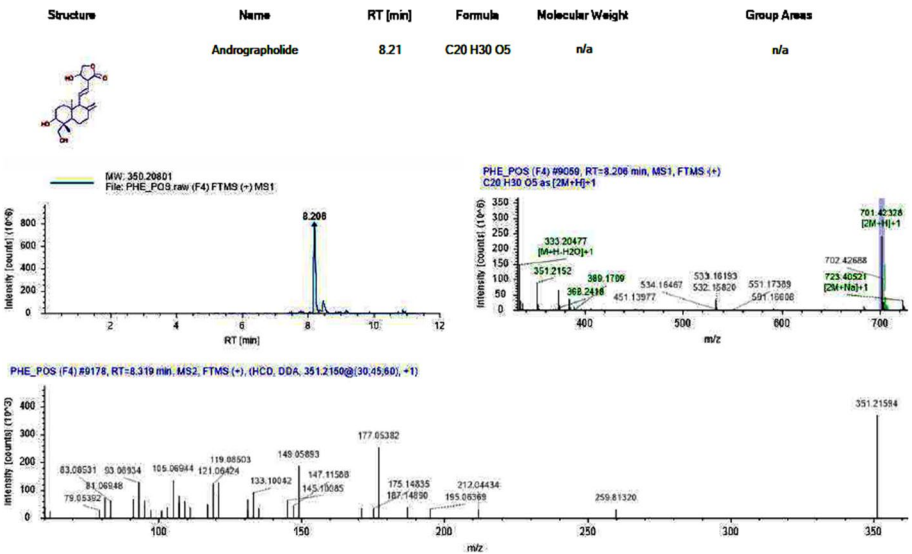 Structure Name RT [min] Formula Molecular Weight Group Areas
Andrographolide 8.21 C20 H30 O5 n/a n/a
O
HO
O
HO
OH
MW: 350.20801
File: PHE_POS.raw (F4) FTMS (+) MS1
Intensity [counts] (10^6)
800
600
400
200
0
8.206
2 4 6 8 10 12
RT [min]
PHE_POS (F4) #9059, RT=8.206 min, MS1, FTMS (+)
C20 H30 O5 as [2M+H]+1
Intensity [counts] (10^6)
350
300
250
200
150
100
50
0
701.42328
[2M+H]+1
333.20477
[M+H-H2O]+1
351.2152
702.42688
723.40521
[2M+Na]+1
389.1709
368.2418
451.13977
534.16467
533.16193
532.15820
551.17389
591.16608
400 500 600 700
m/z
PHE_POS (F4) #9178, RT=8.319 min, MS2, FTMS (+), (HCD, DDA, 351.2150@(30;45;60), +1)
Intensity [counts] (10^3)
400
300
200
100
0
351.21594
177.05382
149.05893
119.08503
83.08531
93.06934
105.06944
121.06424
81.06948
79.05392
133.10042
147.11588
145.10085
175.14835
187.14890
212.04434
195.06369
259.81320
100 150 200 250 300 350
m/z